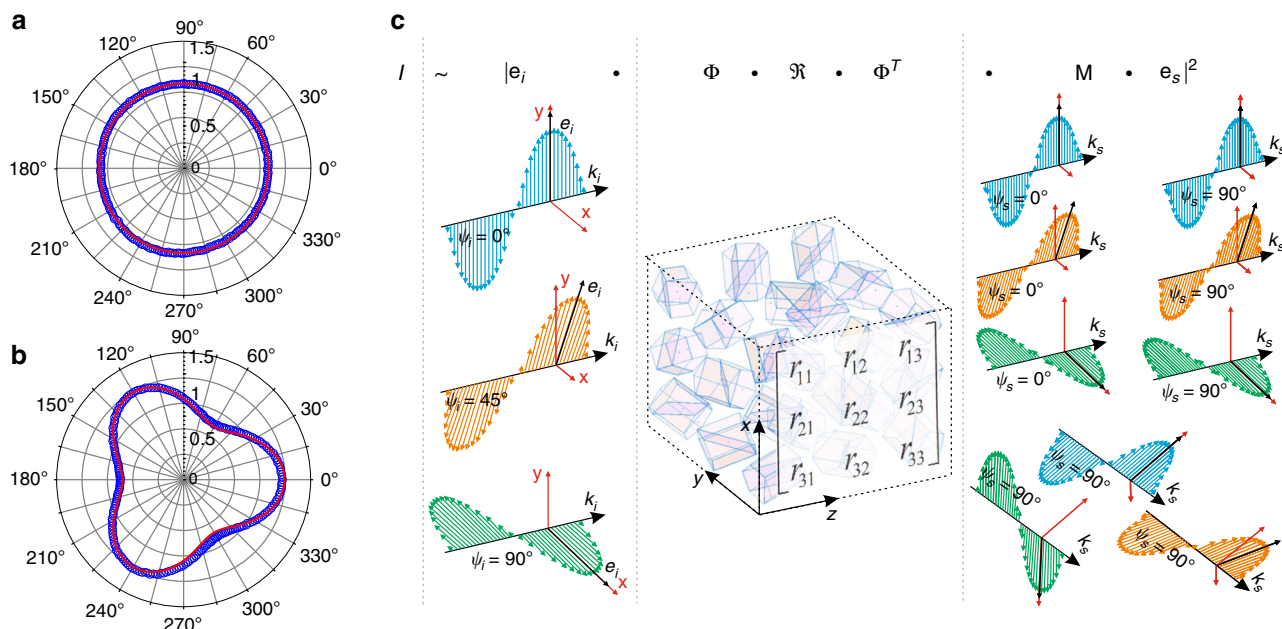 a
90°
120°
60°
1.5
150°
30°
1
0.5
180°
0
0°
210°
330°
240°
300°
270°
b
90°
120°
60°
1.5
150°
30°
1
0.5
180°
0
0°
210°
330°
240°
300°
270°
c
I ~ |e_i • Φ • ℜ • Φ^T • M • e_s|^2
y
e_i
k_i
x
ψ_i = 0°
y
e_i
k_i
x
ψ_i = 45°
y
k_i
ψ_i = 90°
e_i
x
r_11 r_12 r_13
r_21 r_22 r_23
r_31 r_32 r_33
x
y
z
k_s
ψ_s = 0°
k_s
ψ_s = 90°
k_s
ψ_s = 0°
k_s
ψ_s = 90°
k_s
ψ_s = 0°
k_s
ψ_s = 90°
ψ_s = 90°
k_s
ψ_s = 90°
k_s
ψ_s = 90°
k_s